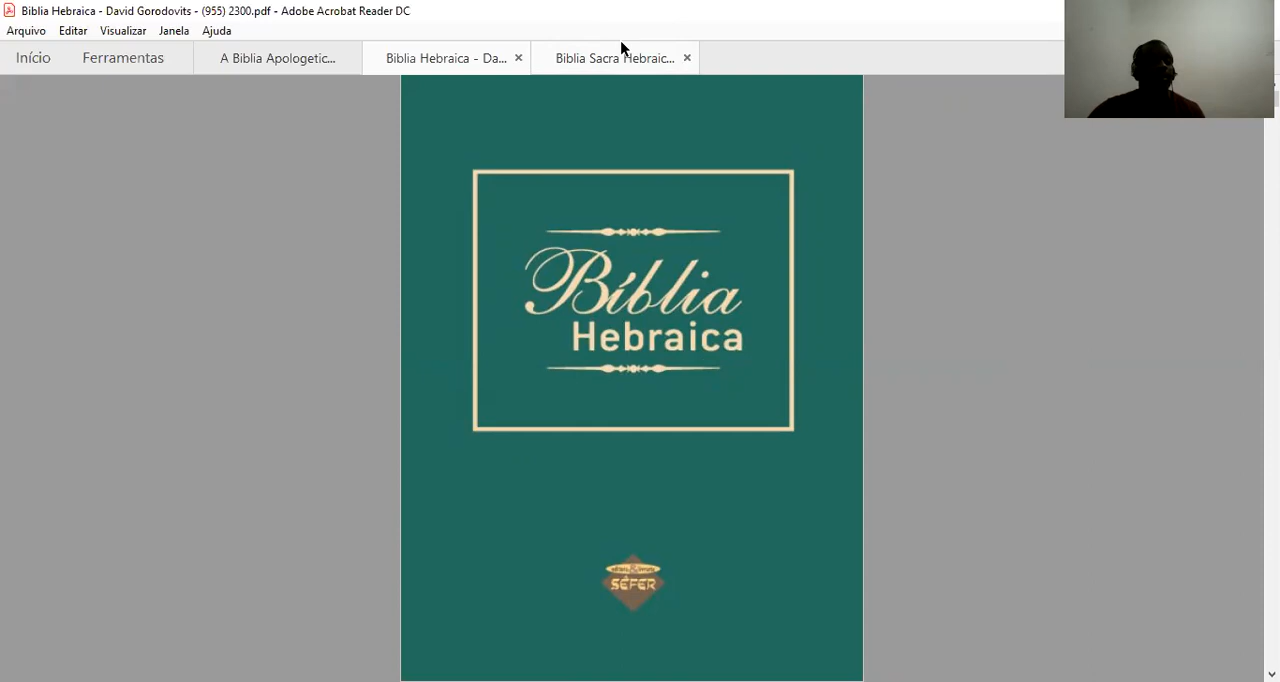 Biblia Hebraica - David Gorodovits - (955) 2300.pdf - Adobe Acrobat Reader DC
Arquivo Editar Visualizar Janela Ajuda
Início Ferramentas A Biblia Apologetic... Biblia Hebraica - Da... × Biblia Sacra Hebraic... ×
Bíblia
Hebraica
SÊFER